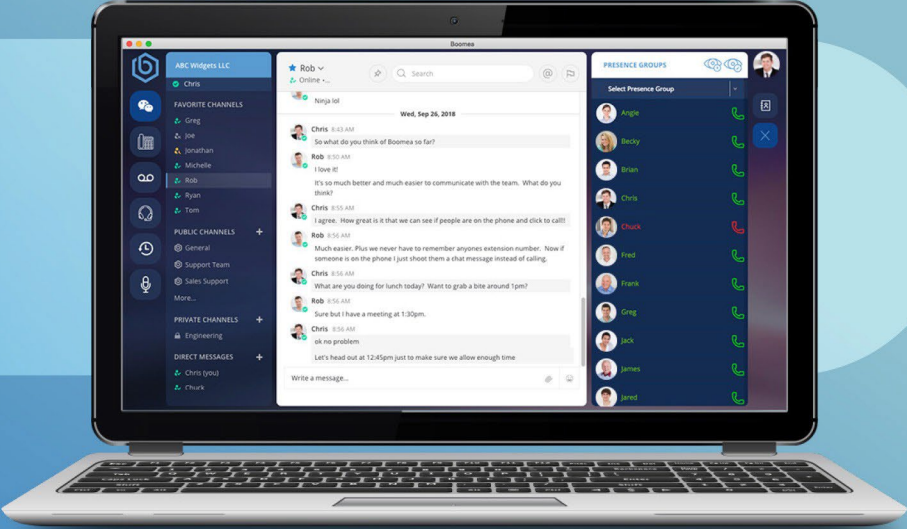 Boomea
ABC Widgets LLC
Chris
FAVORITE CHANNELS
Greg
Joe
Jonathan
Michelle
Rob
Ryan
Tom
PUBLIC CHANNELS +
General
Support Team
Sales Support
More...
PRIVATE CHANNELS +
Engineering
DIRECT MESSAGES +
Chris (you)
Chuck
Rob
Online •...
Search
@
Ninja lol
Wed, Sep 26, 2018
Chris 8:43 AM
So what do you think of Boomea so far?
Rob 8:50 AM
I love it!
It's so much better and much easier to communicate with the team. What do you
think?
Chris 8:55 AM
I agree. How great is it that we can see if people are on the phone and click to call!!
Rob 8:56 AM
Much easier. Plus we never have to remember anyones extension number. Now if
someone is on the phone I just shoot them a chat message instead of calling.
Chris 8:56 AM
What are you doing for lunch today? Want to grab a bite around 1pm?
Rob 8:56 AM
Sure but I have a meeting at 1:30pm.
Chris 8:56 AM
ok no problem
Let's head out at 12:45pm just to make sure we allow enough time
Write a message...
PRESENCE GROUPS
Select Presence Group
Angie
Becky
Brian
Chris
Chuck
Fred
Frank
Greg
Jack
James
Jared
Caps Lock
Shift
Enter
Shift